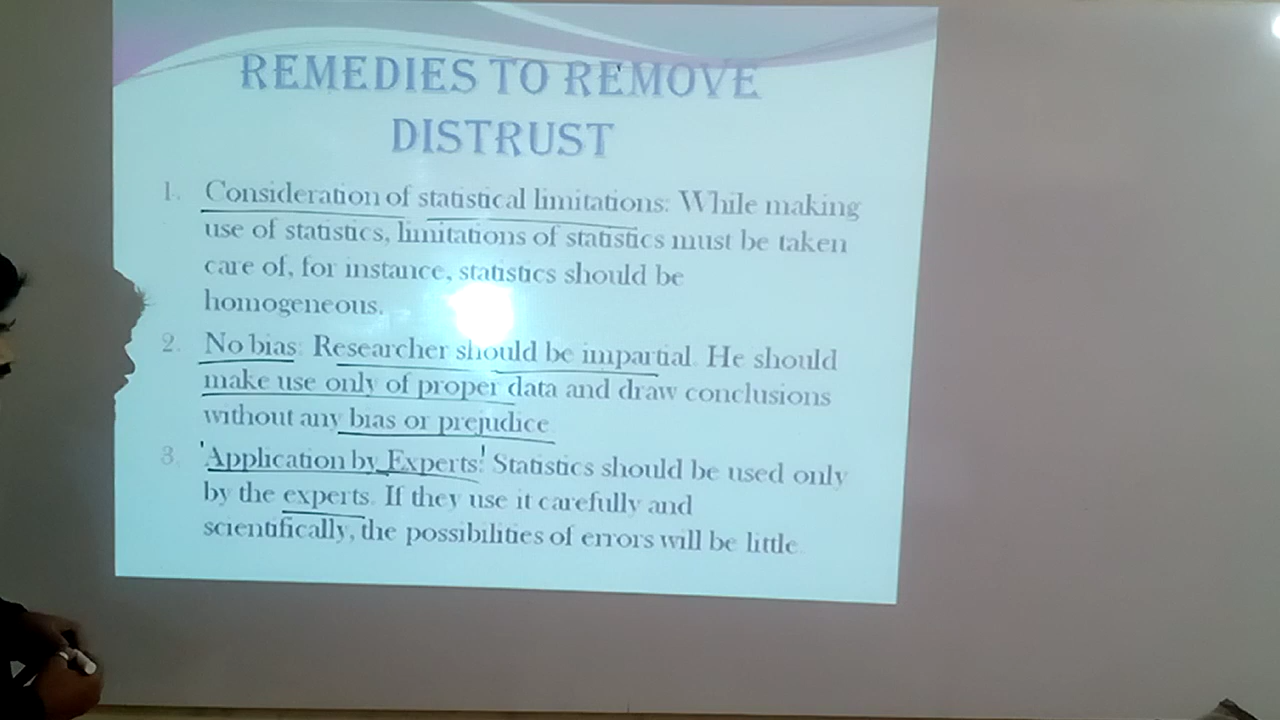 REMEDIES TO REMOVE
DISTRUST
1. Consideration of statistical limitations: While making
use of statistics, limitations of statistics must be taken
care of, for instance, statistics should be
homogeneous.
2. No bias: Researcher should be impartial. He should
make use only of proper data and draw conclusions
without any bias or prejudice
3. 'Application by Experts:' Statistics should be used only
by the experts. If they use it carefully and
scientifically, the possibilities of errors will be little.